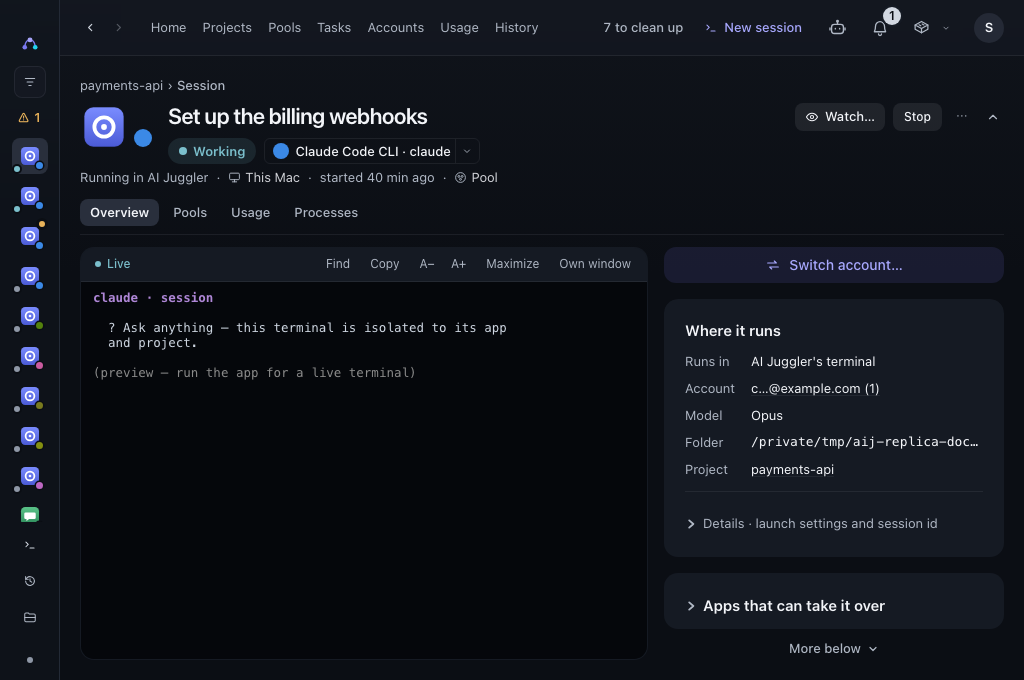 Home Projects Pools Tasks Accounts Usage History 7 to clean up New session 1 S
1
payments-api › Session
Set up the billing webhooks
Watch... Stop ...
Working Claude Code CLI · claude
Running in AI Juggler · This Mac · started 40 min ago · Pool
Overview Pools Usage Processes
Live Find Copy A− A+ Maximize Own window
claude · session
? Ask anything — this terminal is isolated to its app
and project.
(preview — run the app for a live terminal)
Switch account...
Where it runs
Runs in AI Juggler's terminal
Account c...@example.com (1)
Model Opus
Folder /private/tmp/aij-replica-doc…
Project payments-api
Details · launch settings and session id
Apps that can take it over
More below